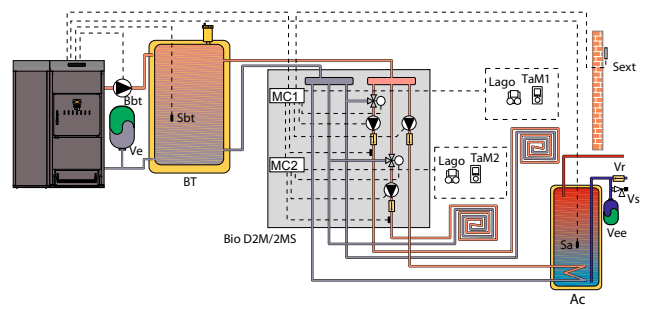 Lago TaM1
Sext
MC1
Bbt
Sbt
Ve
Lago TaM2
MC2
BT
Vr
Vs
Vee
Bio D2M/2MS
Sa
Ac